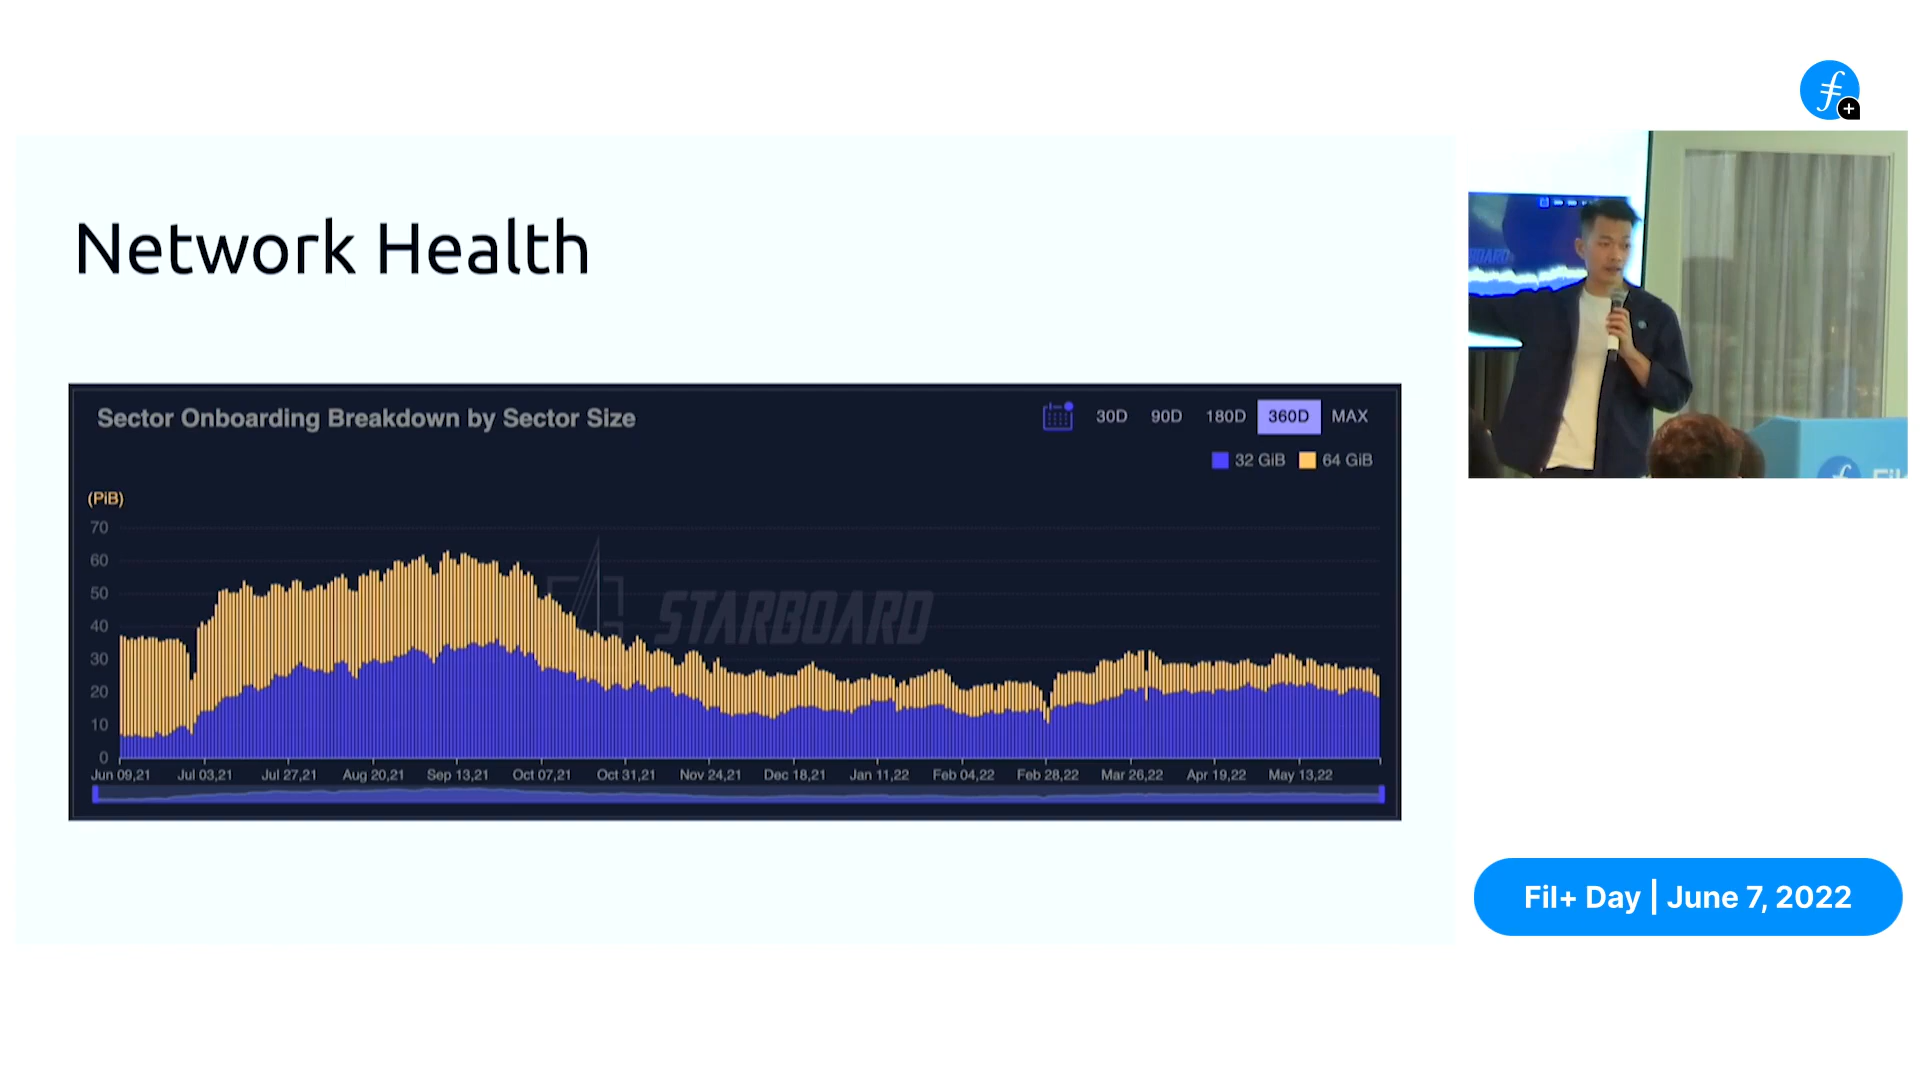 Network Health
Sector Onboarding Breakdown by Sector Size
30D 90D 180D 360D MAX
32 GiB 64 GiB
(PiB)
70
60
50
40
30
20
10
0
STARBOARD
Jun 09,21 Jul 03,21 Jul 27,21 Aug 20,21 Sep 13,21 Oct 07,21 Oct 31,21 Nov 24,21 Dec 18,21 Jan 11,22 Feb 04,22 Feb 28,22 Mar 26,22 Apr 19,22 May 13,22
Fil+ Day | June 7, 2022